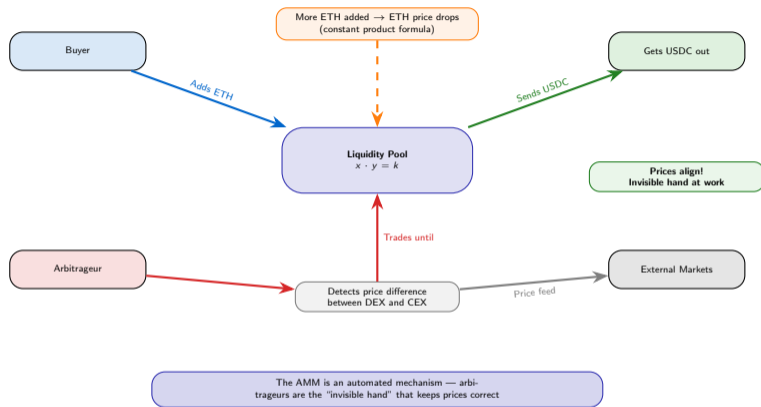 More ETH added → ETH price drops
(constant product formula)
Buyer
Gets USDC out
Adds ETH
Sends USDC
Liquidity Pool
x · y = k
Prices align!
Invisible hand at work
Trades until
Arbitrageur
External Markets
Detects price difference
between DEX and CEX
Price feed
The AMM is an automated mechanism — arbi-
trageurs are the “invisible hand” that keeps prices correct